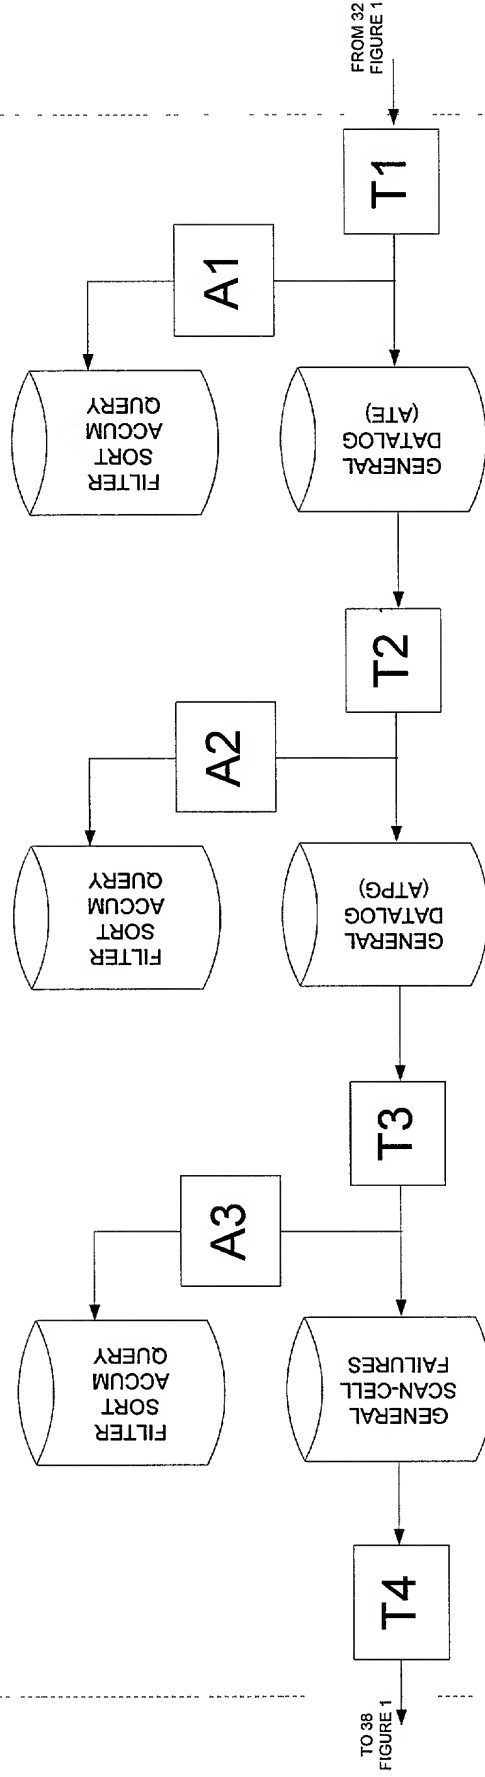 FROM 32
FIGURE 1
T1
A1
FILTER
SORT
ACCUM
QUERY
GENERAL
DATALOG
(ATE)
T2
A2
FILTER
SORT
ACCUM
QUERY
GENERAL
DATALOG
(ATPG)
T3
A3
FILTER
SORT
ACCUM
QUERY
GENERAL
SCAN-CELL
FAILURES
T4
TO 38
FIGURE 1